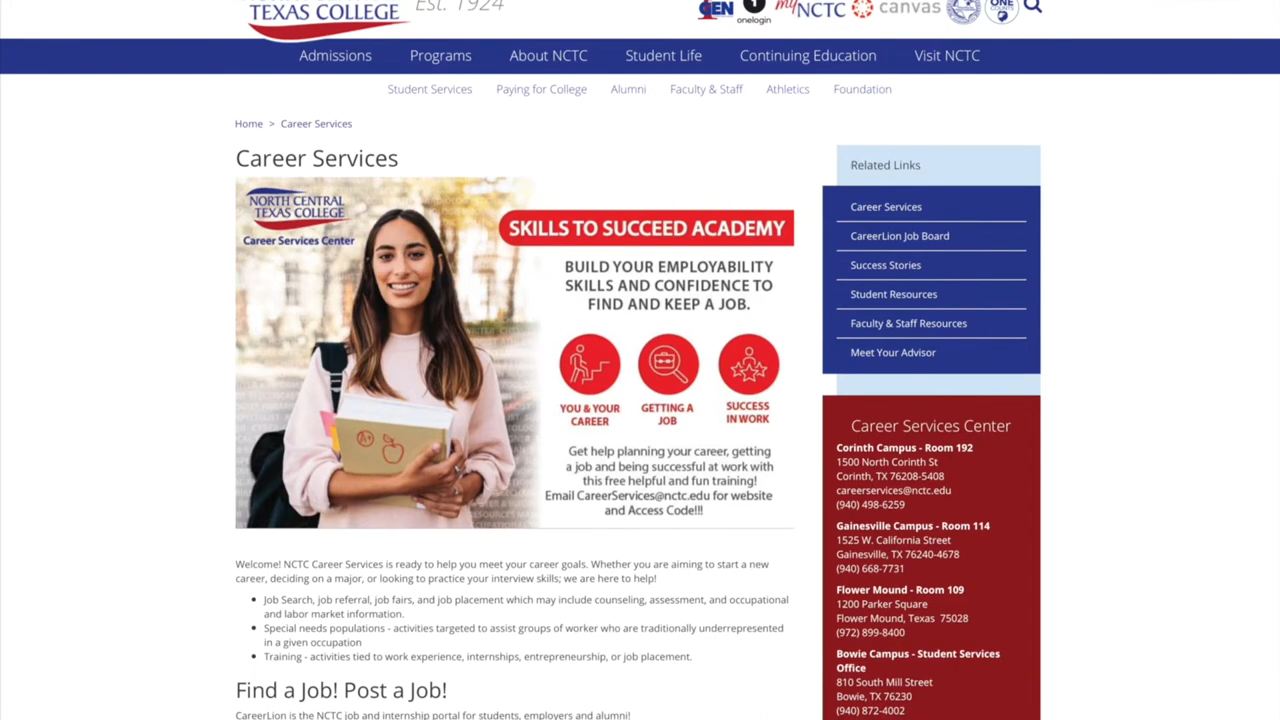 TEXAS COLLEGE
Est. 1924
QEN
onelogin
myNCTC
canvas
ONE
Admissions
Programs
About NCTC
Student Life
Continuing Education
Visit NCTC
Student Services
Paying for College
Alumni
Faculty & Staff
Athletics
Foundation
Home > Career Services
Career Services
NORTH CENTRAL
TEXAS COLLEGE
Career Services Center
SKILLS TO SUCCEED ACADEMY
BUILD YOUR EMPLOYABILITY
SKILLS AND CONFIDENCE TO
FIND AND KEEP A JOB.
YOU & YOUR
CAREER
GETTING A
JOB
SUCCESS
IN WORK
A+
Get help planning your career, getting
a job and being successful at work with
this free helpful and fun training!
Email CareerServices@nctc.edu for website
and Access Code!!!
Welcome! NCTC Career Services is ready to help you meet your career goals. Whether you are aiming to start a new
career, deciding on a major, or looking to practice your interview skills; we are here to help!
Job Search, job referral, job fairs, and job placement which may include counseling, assessment, and occupational
and labor market information.
Special needs populations - activities targeted to assist groups of worker who are traditionally underrepresented
in a given occupation
Training - activities tied to work experience, internships, entrepreneurship, or job placement.
Find a Job! Post a Job!
CareerLion is the NCTC job and internship portal for students, employers and alumni!
Related Links
Career Services
CareerLion Job Board
Success Stories
Student Resources
Faculty & Staff Resources
Meet Your Advisor
Career Services Center
Corinth Campus - Room 192
1500 North Corinth St
Corinth, TX 76208-5408
careerservices@nctc.edu
(940) 498-6259
Gainesville Campus - Room 114
1525 W. California Street
Gainesville, TX 76240-4678
(940) 668-7731
Flower Mound - Room 109
1200 Parker Square
Flower Mound, Texas 75028
(972) 899-8400
Bowie Campus - Student Services
Office
810 South Mill Street
Bowie, TX 76230
(940) 872-4002